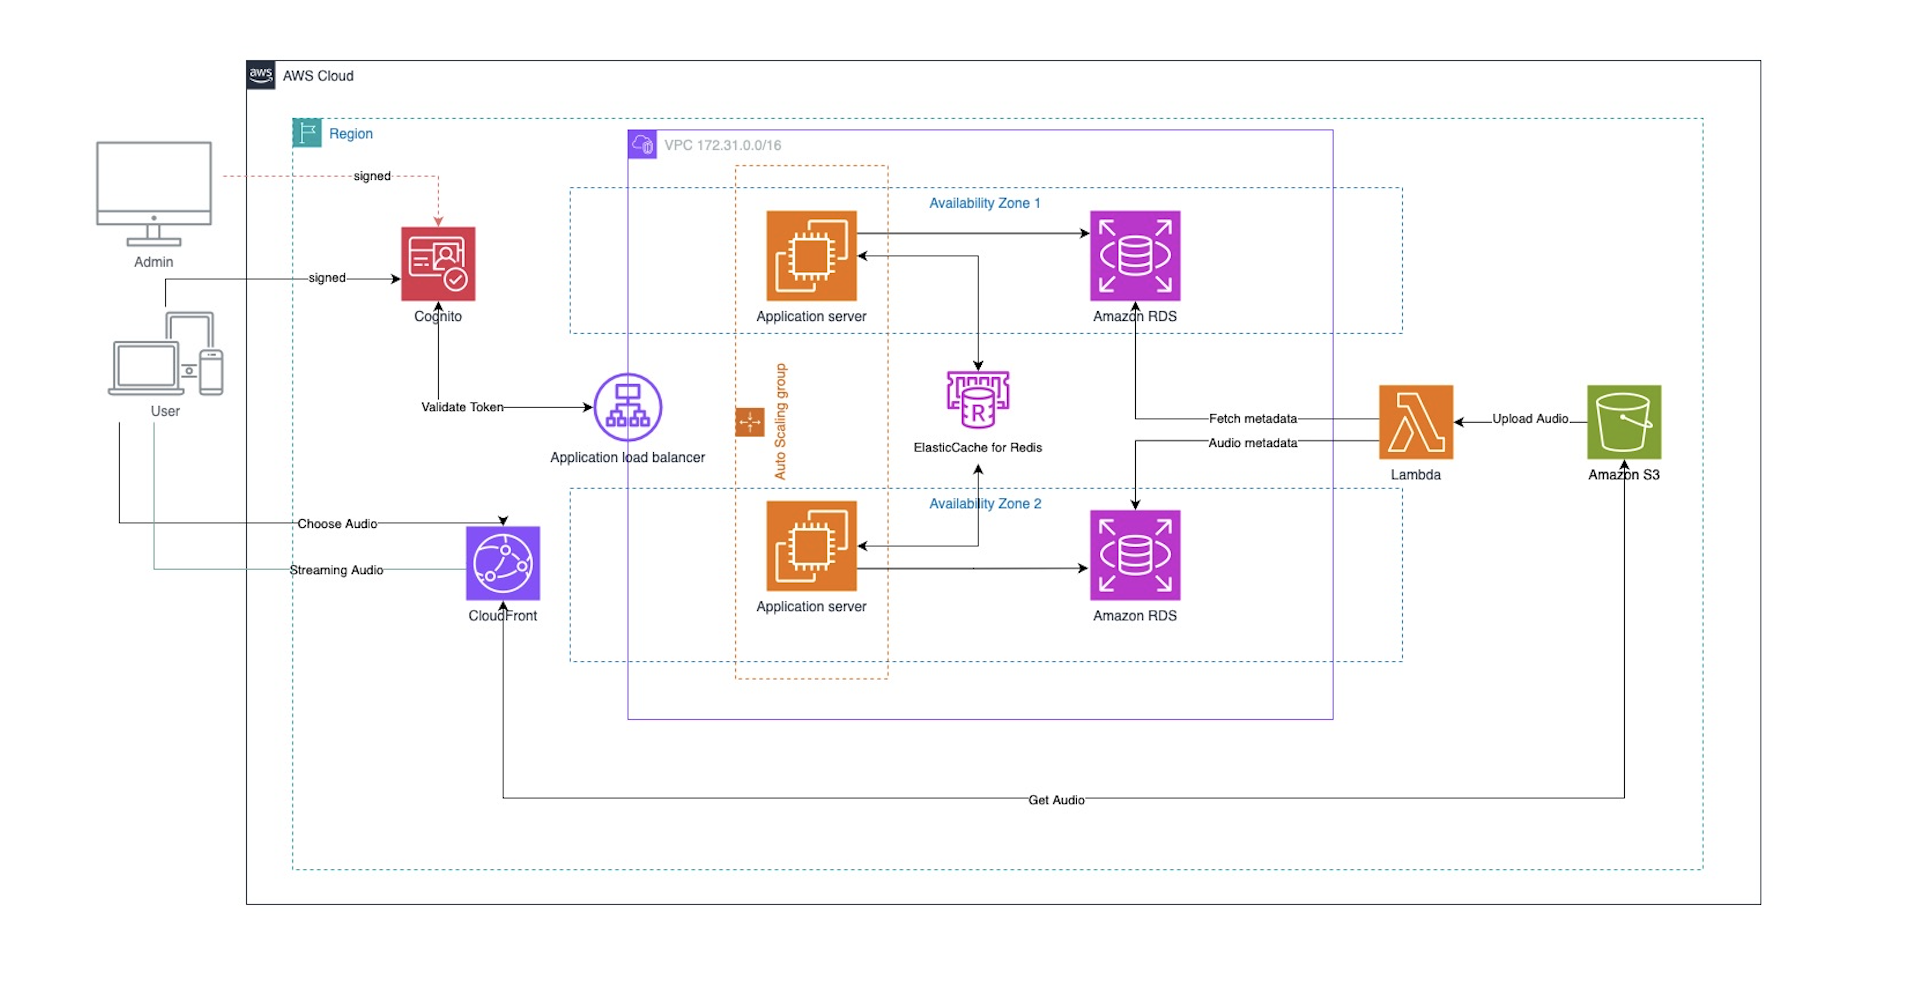 aws
AWS Cloud
Region
VPC 172.31.0.0/16
signed
Admin
Availability Zone 1
signed
Cognito
Application server
Amazon RDS
User
Validate Token
Application load balancer
Auto Scaling group
R
ElasticCache for Redis
Fetch metadata
Audio metadata
Lambda
Upload Audio
Amazon S3
Availability Zone 2
Choose Audio
Streaming Audio
CloudFront
Application server
Amazon RDS
Get Audio